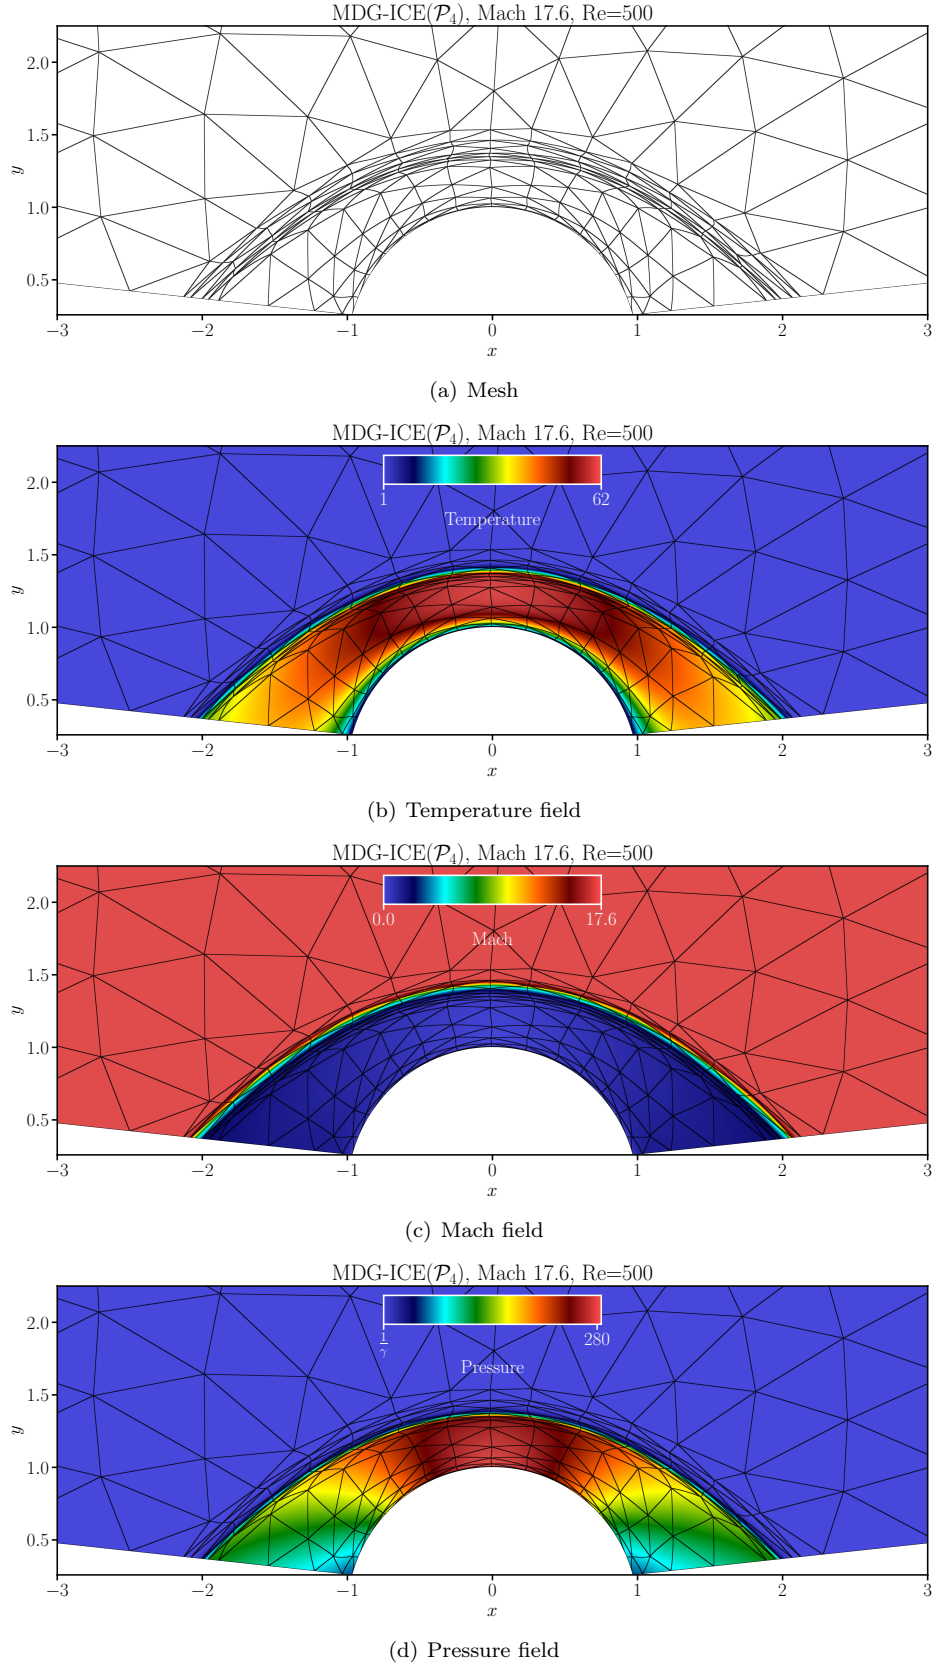 MDG-ICE(𝒫₄), Mach 17.6, Re=500
2.0
1.5
1.0
0.5
y
−3 −2 −1 0 1 2 3
x
(a) Mesh
MDG-ICE(𝒫₄), Mach 17.6, Re=500
1 62
Temperature
2.0
1.5
1.0
0.5
y
−3 −2 −1 0 1 2 3
x
(b) Temperature field
MDG-ICE(𝒫₄), Mach 17.6, Re=500
0.0 17.6
Mach
2.0
1.5
1.0
0.5
y
−3 −2 −1 0 1 2 3
x
(c) Mach field
MDG-ICE(𝒫₄), Mach 17.6, Re=500
1/γ 280
Pressure
2.0
1.5
1.0
0.5
y
−3 −2 −1 0 1 2 3
x
(d) Pressure field